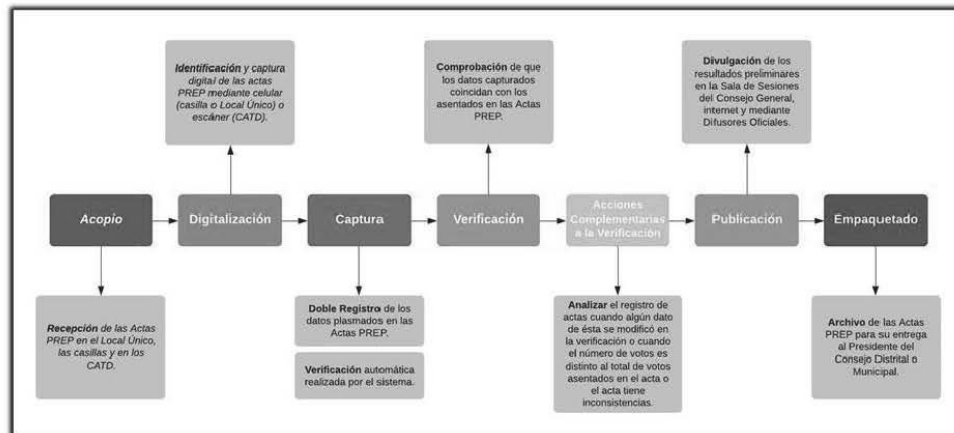 Identificación y captura
digital de las actas
PREP mediante celular
(casilla o Local Único) o
escáner (CATD).
Comprobación de que
los datos capturados
coincidan con los
asentados en las Actas
PREP.
Divulgación de los
resultados preliminares
en la Sala de Sesiones
del Consejo General,
internet y mediante
Difusores Oficiales.
Acopio
Digitalización
Captura
Verificación
Acciones
Complementarias
a la Verificación
Publicación
Empaquetado
Recepción de las Actas
PREP en el Local Único,
las casillas y en los
CATD.
Doble Registro de los
datos plasmados en las
Actas PREP.
Verificación automática
realizada por el sistema.
Analizar el registro de
actas cuando algún dato
de ésta se modificó en
la verificación o cuando
el número de votos es
distinto al total de votos
asentados en el acta o
el acta tiene
inconsistencias.
Archivo de las Actas
PREP para su entrega
al Presidente del
Consejo Distrital o
Municipal.